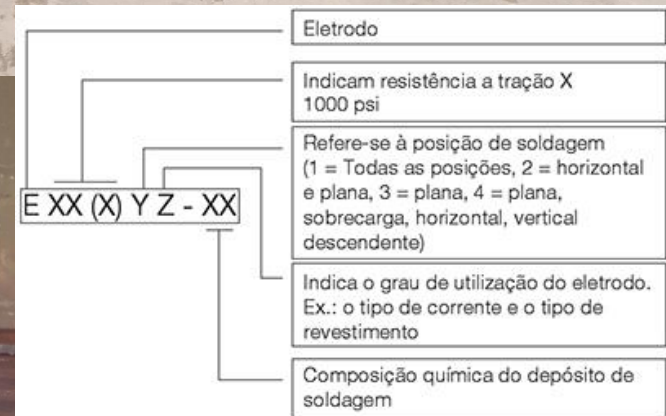 Eletrodo
Indicam resistência a tração X
1000 psi
Refere-se à posição de soldagem
(1 = Todas as posições, 2 = horizontal
e plana, 3 = plana, 4 = plana,
sobrecarga, horizontal, vertical
descendente)
E XX (X) Y Z - XX
Indica o grau de utilização do eletrodo.
Ex.: o tipo de corrente e o tipo de
revestimento
Composição química do depósito de
soldagem